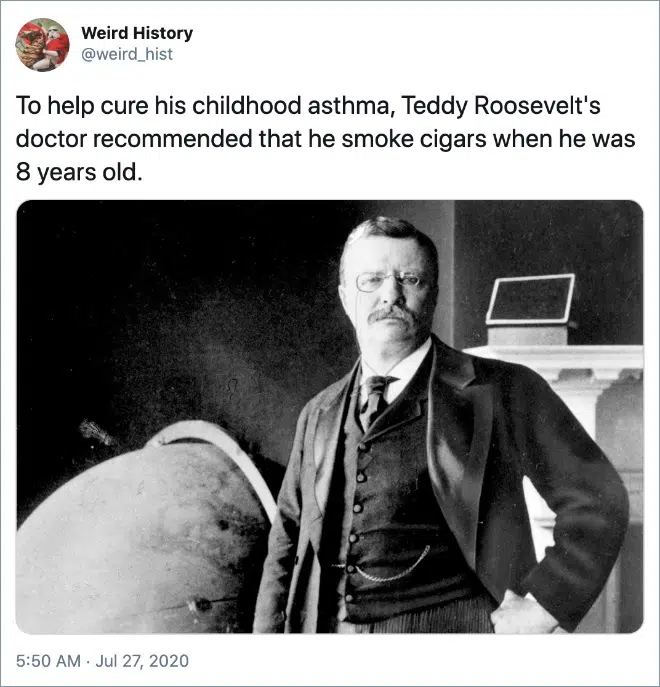 Weird History
@weird_hist
To help cure his childhood asthma, Teddy Roosevelt's
doctor recommended that he smoke cigars when he was
8 years old.
5:50 AM · Jul 27, 2020